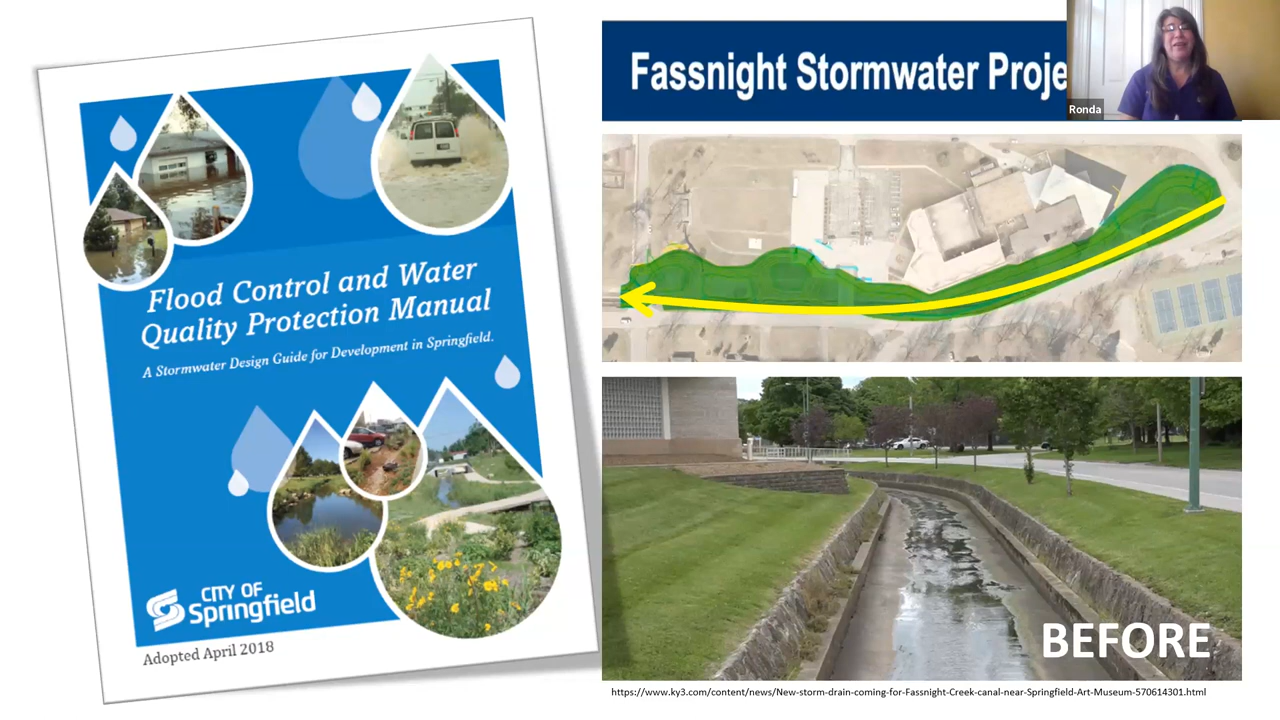 Flood Control and Water
Quality Protection Manual
A Stormwater Design Guide for Development in Springfield.
CITY OF
Springfield
Adopted April 2018
Fassnight Stormwater Proje
Ronda
BEFORE
https://www.ky3.com/content/news/New-storm-drain-coming-for-Fassnight-Creek-canal-near-Springfield-Art-Museum-570614301.html